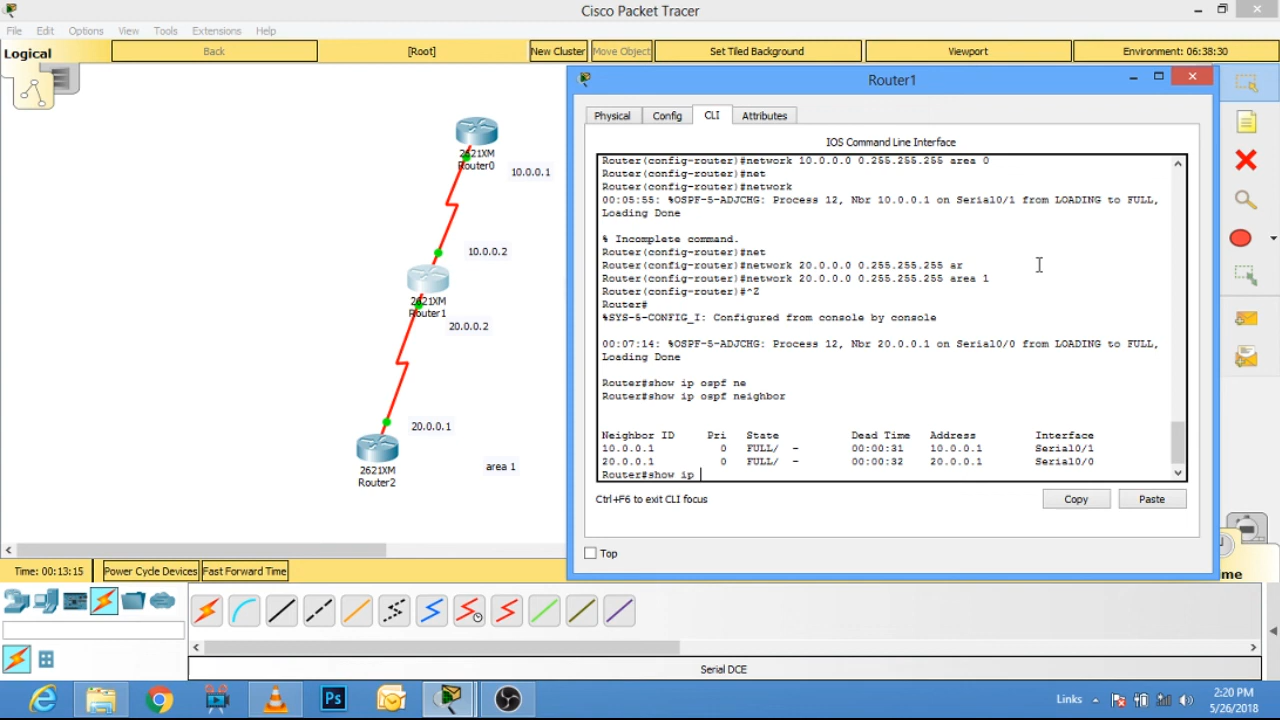 Cisco Packet Tracer
File Edit Options View Tools Extensions Help
Logical Back [Root] New Cluster Move Object Set Tiled Background Viewport Environment: 06:38:30
2621XM
Router0
10.0.0.1
10.0.0.2
2621XM
Router1
20.0.0.2
20.0.0.1
2621XM
Router2
area 1
Router1
Physical Config CLI Attributes
IOS Command Line Interface
Router(config-router)#network 10.0.0.0 0.255.255.255 area 0
Router(config-router)#net
Router(config-router)#network
00:05:55: %OSPF-5-ADJCHG: Process 12, Nbr 10.0.0.1 on Serial0/1 from LOADING to FULL,
Loading Done
% Incomplete command.
Router(config-router)#net
Router(config-router)#network 20.0.0.0 0.255.255.255 ar
Router(config-router)#network 20.0.0.0 0.255.255.255 area 1
Router(config-router)#^Z
Router#
%SYS-5-CONFIG_I: Configured from console by console
00:07:14: %OSPF-5-ADJCHG: Process 12, Nbr 20.0.0.1 on Serial0/0 from LOADING to FULL,
Loading Done
Router#show ip ospf ne
Router#show ip ospf neighbor
Neighbor ID Pri State Dead Time Address Interface
10.0.0.1 0 FULL/ - 00:00:31 10.0.0.1 Serial0/1
20.0.0.1 0 FULL/ - 00:00:32 20.0.0.1 Serial0/0
Router#show ip
Ctrl+F6 to exit CLI focus Copy Paste
Top
Time: 00:13:15 Power Cycle Devices Fast Forward Time
me
Serial DCE
Ps
Links 2:20 PM
5/26/2018